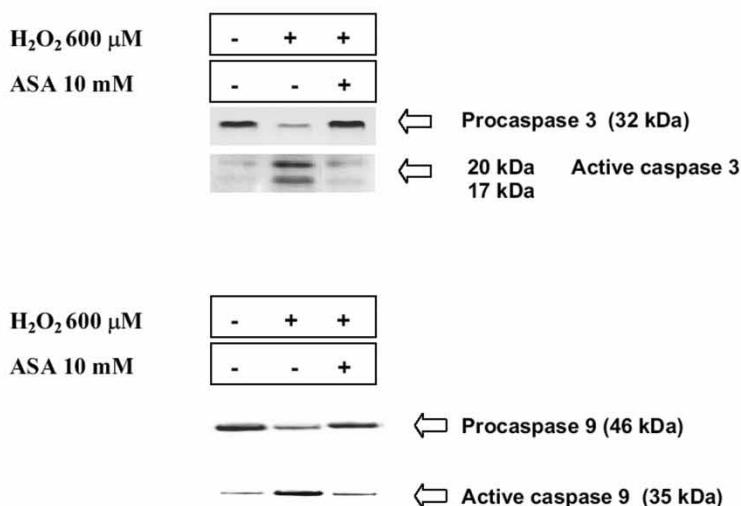 H₂O₂ 600 μM - + +
ASA 10 mM - - +
Procaspase 3 (32 kDa)
20 kDa Active caspase 3
17 kDa
H₂O₂ 600 μM - + +
ASA 10 mM - - +
Procaspase 9 (46 kDa)
Active caspase 9 (35 kDa)